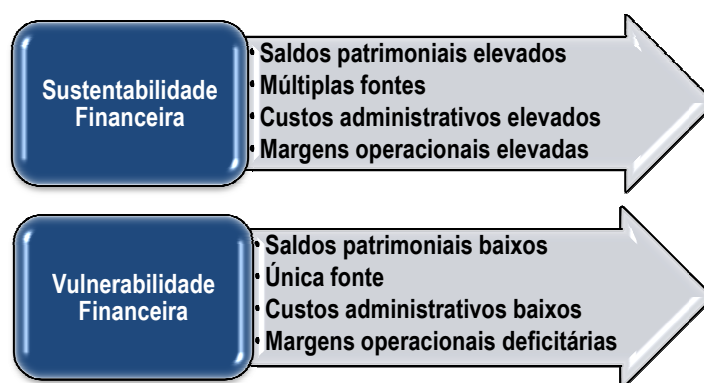 Sustentabilidade
Financeira
• Saldos patrimoniais elevados
• Múltiplas fontes
• Custos administrativos elevados
• Margens operacionais elevadas
Vulnerabilidade
Financeira
• Saldos patrimoniais baixos
• Única fonte
• Custos administrativos baixos
• Margens operacionais deficitárias